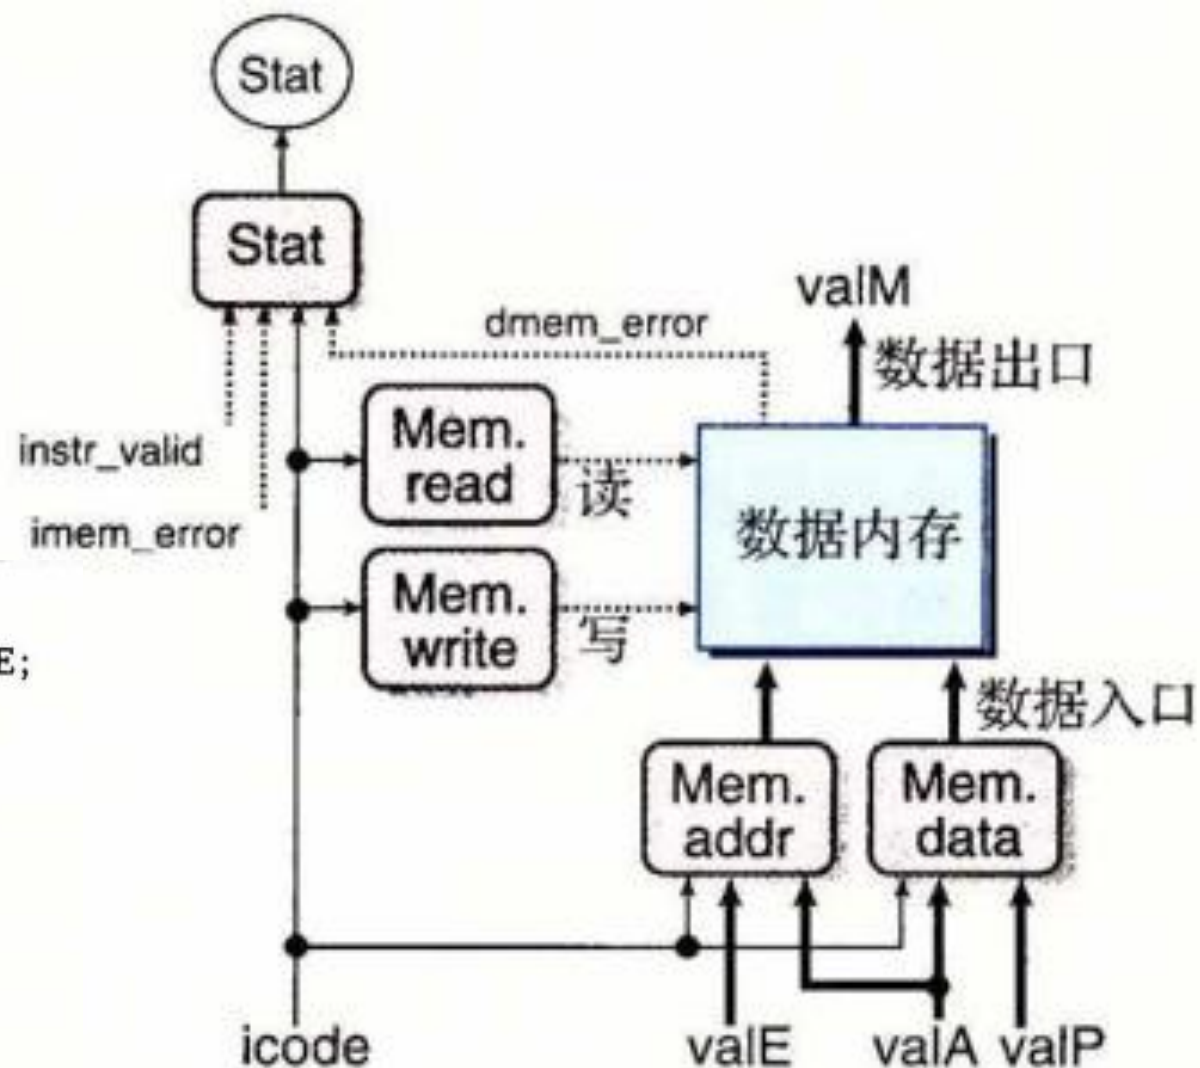 Stat
Stat
valM
dmem_error
数据出口
Mem.
read
instr_valid
读
数据内存
imem_error
Mem.
write
写
E;
数据入口
Mem.
addr
Mem.
data
icode
valE
valA
valP